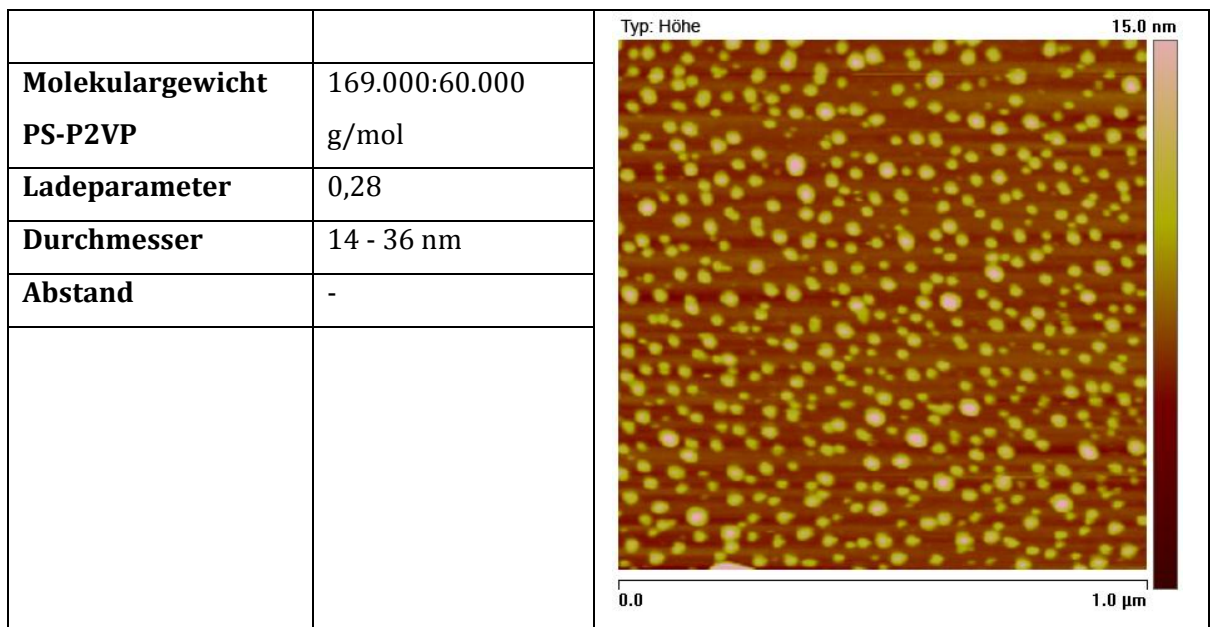 Molekulargewicht 169.000:60.000
PS-P2VP g/mol
Ladeparameter 0,28
Durchmesser 14 - 36 nm
Abstand -
Typ: Höhe 15.0 nm
0.0 1.0 µm